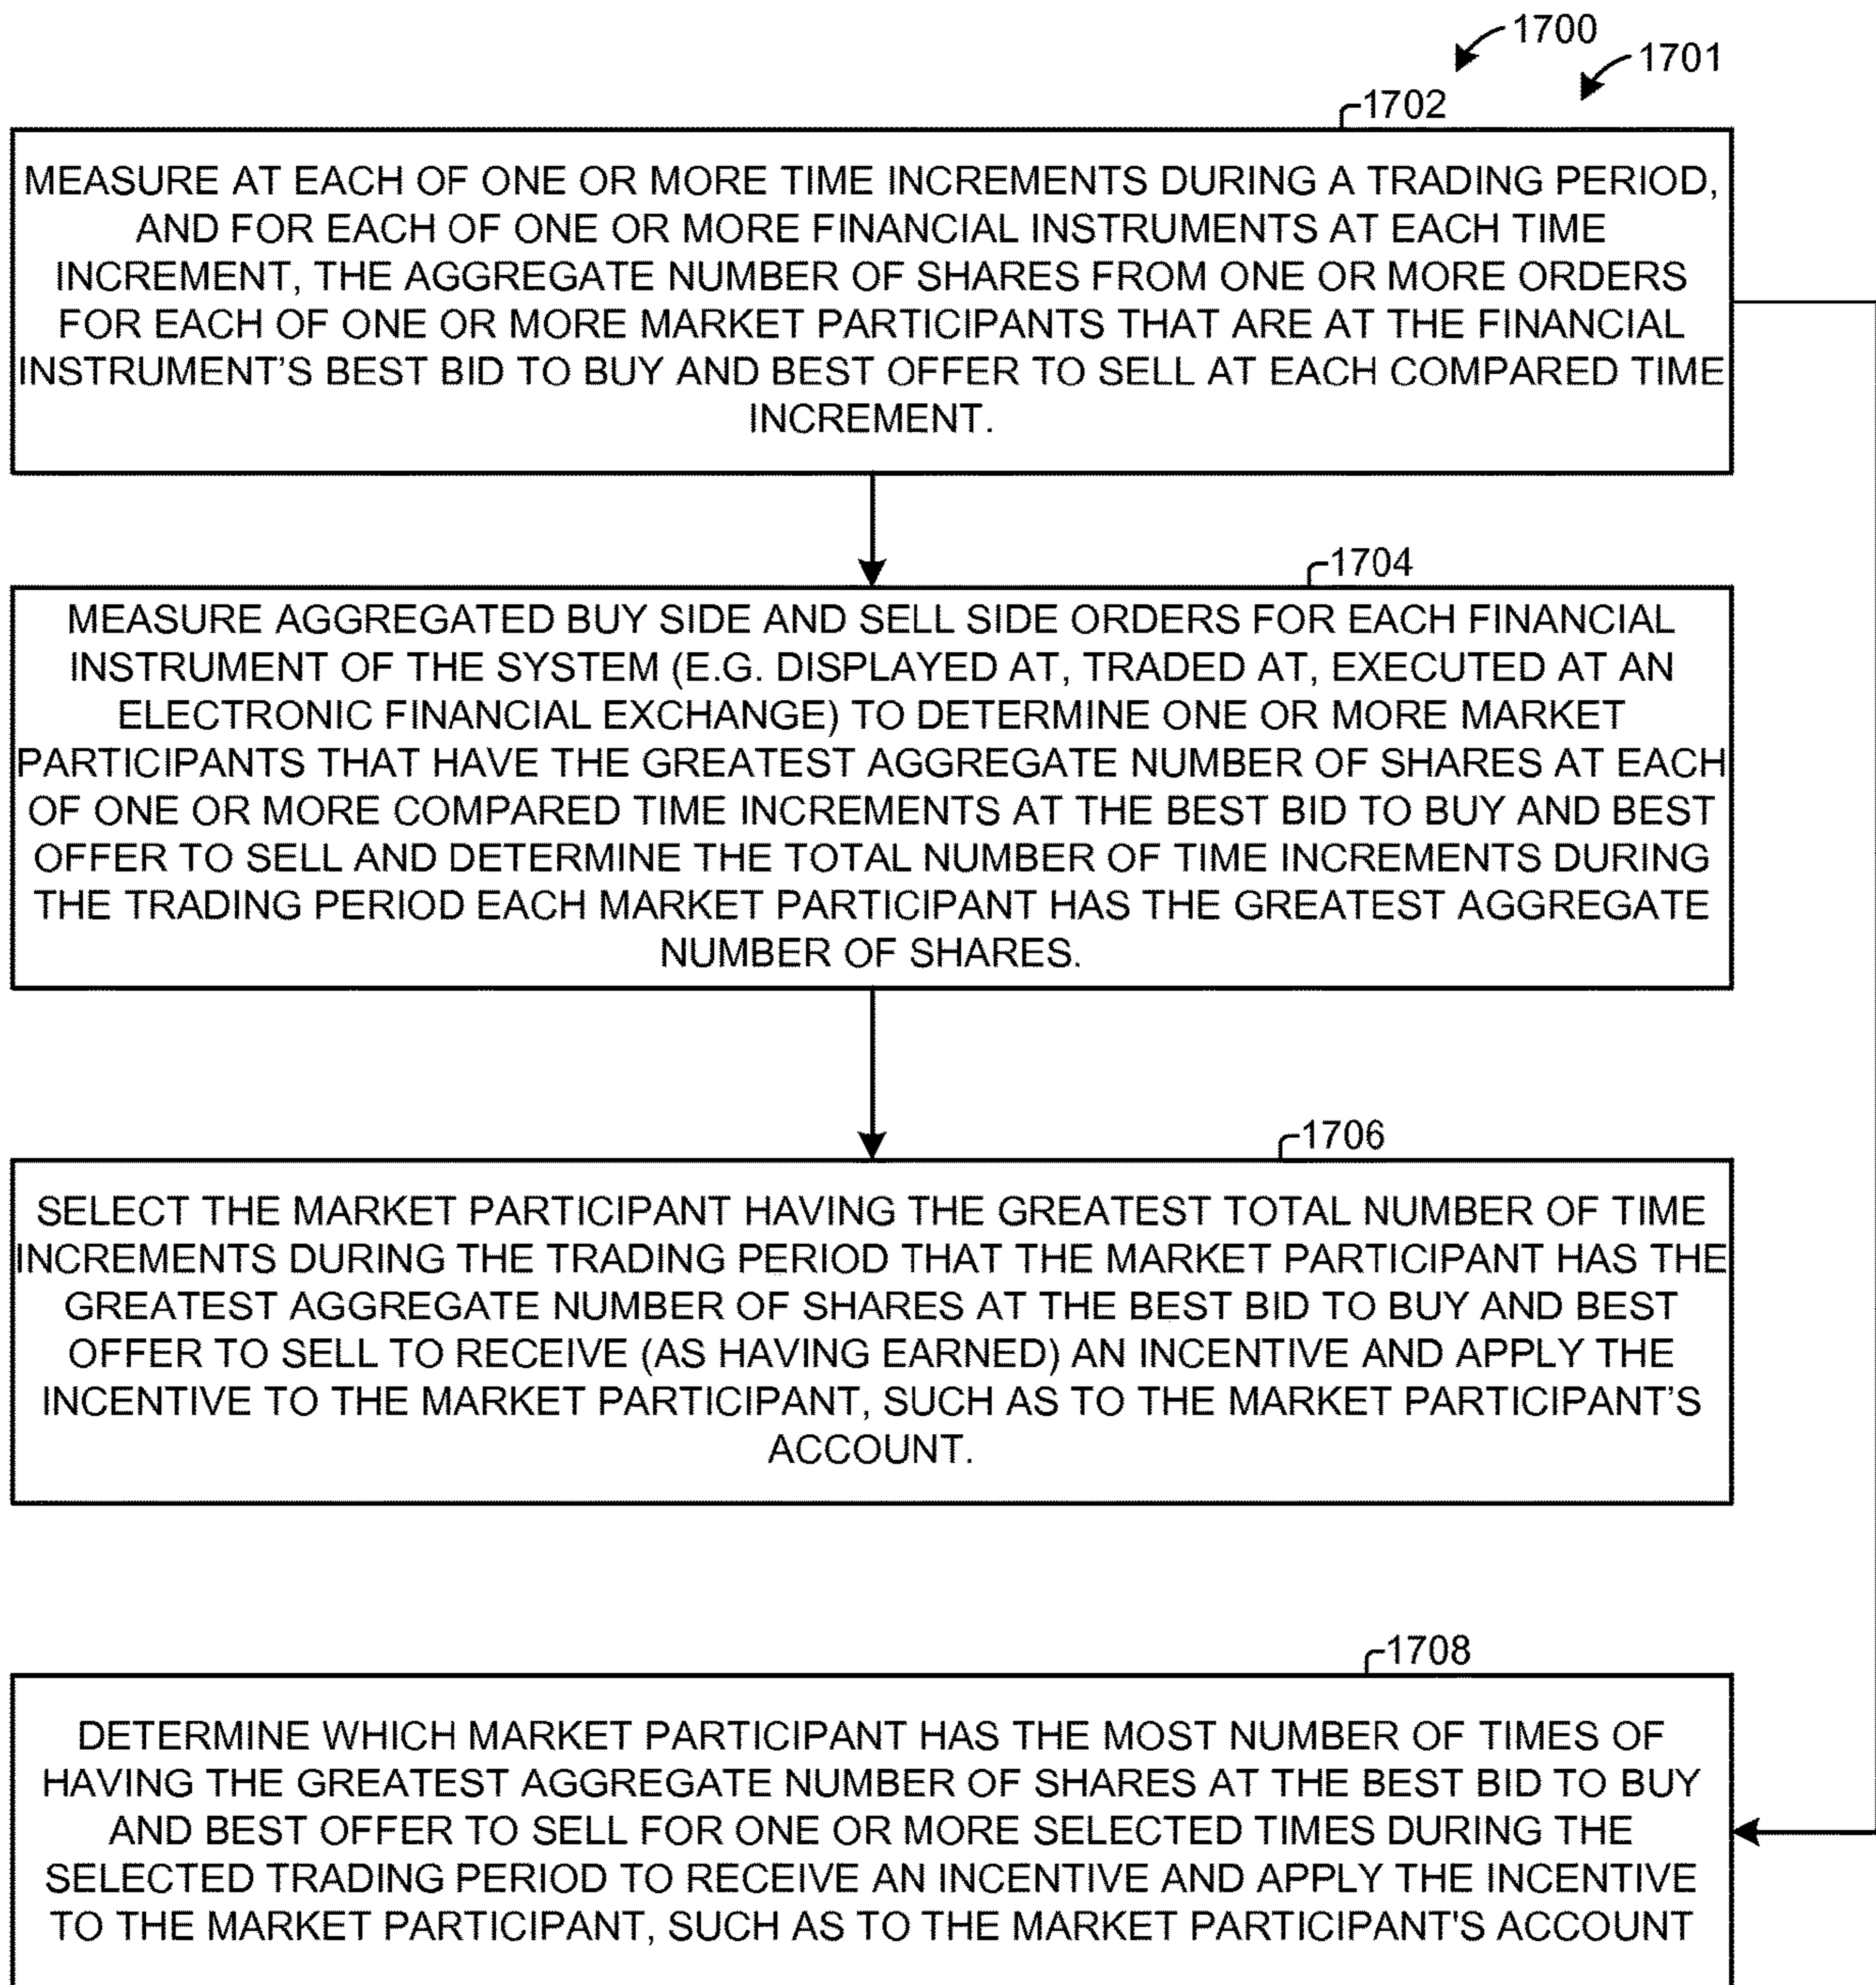 1700
1701
1702
MEASURE AT EACH OF ONE OR MORE TIME INCREMENTS DURING A TRADING PERIOD,
AND FOR EACH OF ONE OR MORE FINANCIAL INSTRUMENTS AT EACH TIME
INCREMENT, THE AGGREGATE NUMBER OF SHARES FROM ONE OR MORE ORDERS
FOR EACH OF ONE OR MORE MARKET PARTICIPANTS THAT ARE AT THE FINANCIAL
INSTRUMENT'S BEST BID TO BUY AND BEST OFFER TO SELL AT EACH COMPARED TIME
INCREMENT.
1704
MEASURE AGGREGATED BUY SIDE AND SELL SIDE ORDERS FOR EACH FINANCIAL
INSTRUMENT OF THE SYSTEM (E.G. DISPLAYED AT, TRADED AT, EXECUTED AT AN
ELECTRONIC FINANCIAL EXCHANGE) TO DETERMINE ONE OR MORE MARKET
PARTICIPANTS THAT HAVE THE GREATEST AGGREGATE NUMBER OF SHARES AT EACH
OF ONE OR MORE COMPARED TIME INCREMENTS AT THE BEST BID TO BUY AND BEST
OFFER TO SELL AND DETERMINE THE TOTAL NUMBER OF TIME INCREMENTS DURING
THE TRADING PERIOD EACH MARKET PARTICIPANT HAS THE GREATEST AGGREGATE
NUMBER OF SHARES.
1706
SELECT THE MARKET PARTICIPANT HAVING THE GREATEST TOTAL NUMBER OF TIME
INCREMENTS DURING THE TRADING PERIOD THAT THE MARKET PARTICIPANT HAS THE
GREATEST AGGREGATE NUMBER OF SHARES AT THE BEST BID TO BUY AND BEST
OFFER TO SELL TO RECEIVE (AS HAVING EARNED) AN INCENTIVE AND APPLY THE
INCENTIVE TO THE MARKET PARTICIPANT, SUCH AS TO THE MARKET PARTICIPANT'S
ACCOUNT.
1708
DETERMINE WHICH MARKET PARTICIPANT HAS THE MOST NUMBER OF TIMES OF
HAVING THE GREATEST AGGREGATE NUMBER OF SHARES AT THE BEST BID TO BUY
AND BEST OFFER TO SELL FOR ONE OR MORE SELECTED TIMES DURING THE
SELECTED TRADING PERIOD TO RECEIVE AN INCENTIVE AND APPLY THE INCENTIVE
TO THE MARKET PARTICIPANT, SUCH AS TO THE MARKET PARTICIPANT'S ACCOUNT